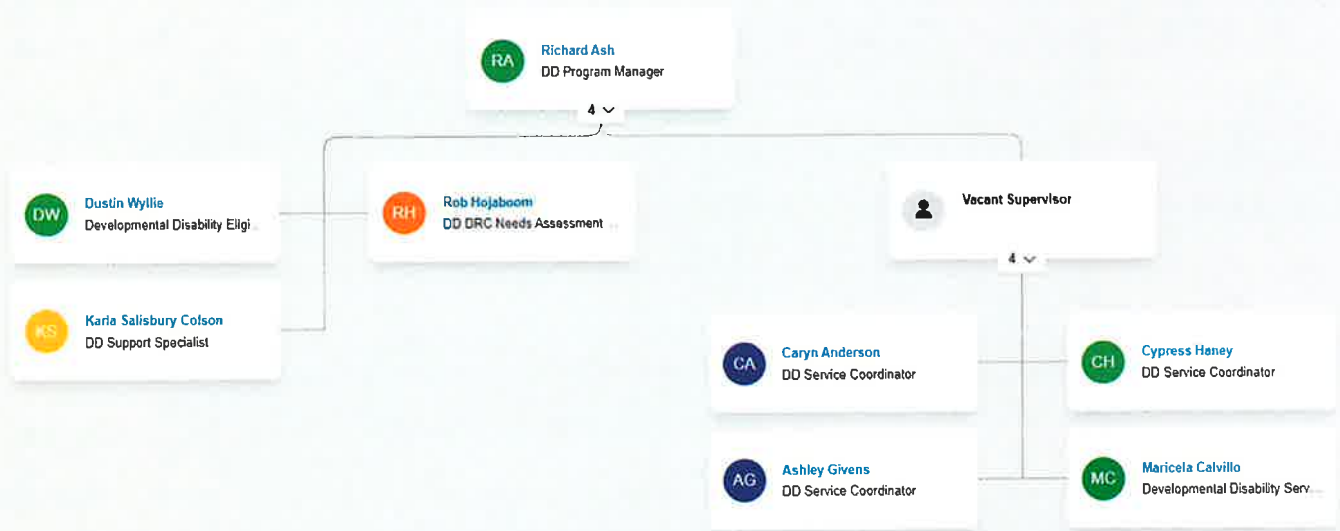 RA
Richard Ash
DD Program Manager
4
DW
Dustin Wyllie
Developmental Disability Eligi...
RH
Rob Hojaboom
DD DRC Needs Assessment ...
Vacant Supervisor
4
KS
Karla Salisbury Colson
DD Support Specialist
CA
Caryn Anderson
DD Service Coordinator
CH
Cypress Haney
DD Service Coordinator
AG
Ashley Givens
DD Service Coordinator
MC
Maricela Calvillo
Developmental Disability Serv...